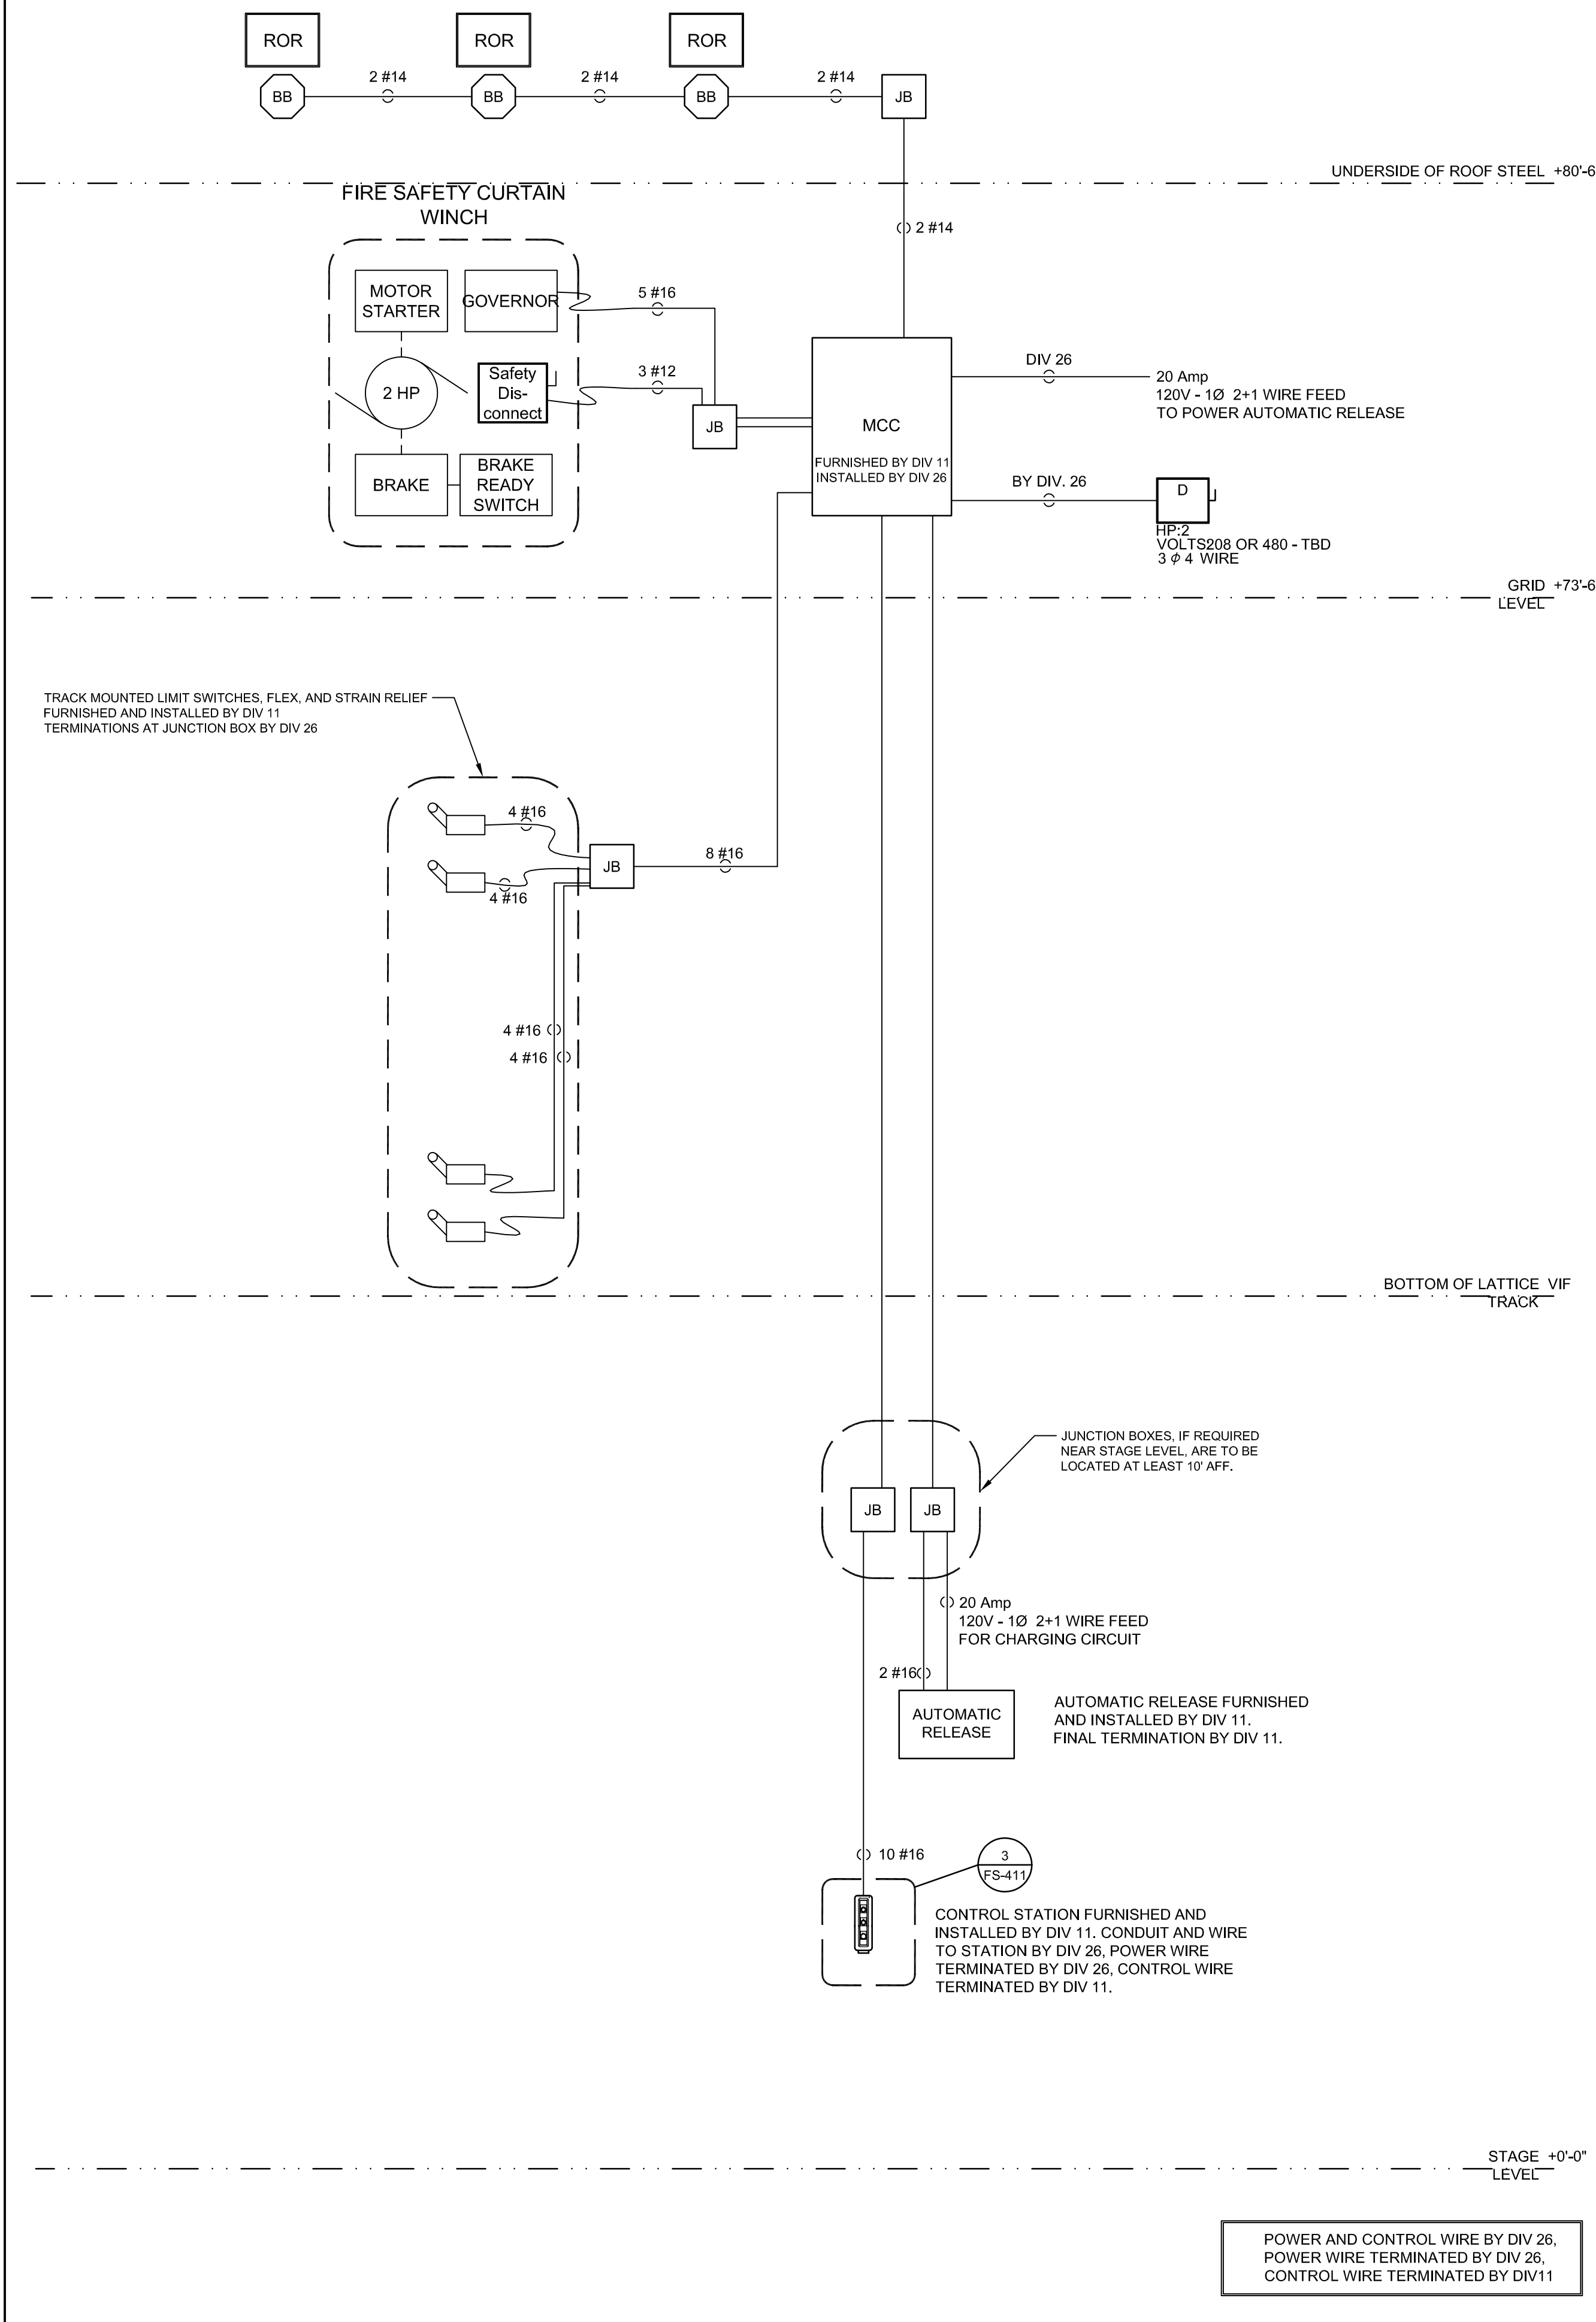 ROR
ROR
ROR
2 #14
2 #14
2 #14
BB
BB
BB
JB
UNDERSIDE OF ROOF STEEL +80'-6
FIRE SAFETY CURTAIN
WINCH
2 #14
MOTOR
STARTER
GOVERNOR
5 #16
2 HP
Safety
Dis-
connect
3 #12
JB
BRAKE
BRAKE
READY
SWITCH
MCC
FURNISHED BY DIV 11
INSTALLED BY DIV 26
DIV 26
20 Amp
120V - 1Ø 2+1 WIRE FEED
TO POWER AUTOMATIC RELEASE
BY DIV. 26
D
HP:2
VOLTS208 OR 480 - TBD
3 ϕ 4 WIRE
GRID +73'-6
LEVEL
TRACK MOUNTED LIMIT SWITCHES, FLEX, AND STRAIN RELIEF
FURNISHED AND INSTALLED BY DIV 11
TERMINATIONS AT JUNCTION BOX BY DIV 26
4 #16
4 #16
JB
8 #16
4 #16
4 #16
BOTTOM OF LATTICE VIF
TRACK
JUNCTION BOXES, IF REQUIRED
NEAR STAGE LEVEL, ARE TO BE
LOCATED AT LEAST 10' AFF.
JB
JB
20 Amp
120V - 1Ø 2+1 WIRE FEED
FOR CHARGING CIRCUIT
2 #16
AUTOMATIC
RELEASE
AUTOMATIC RELEASE FURNISHED
AND INSTALLED BY DIV 11.
FINAL TERMINATION BY DIV 11.
10 #16
3
FS-411
CONTROL STATION FURNISHED AND
INSTALLED BY DIV 11. CONDUIT AND WIRE
TO STATION BY DIV 26, POWER WIRE
TERMINATED BY DIV 26, CONTROL WIRE
TERMINATED BY DIV 11.
STAGE +0'-0"
LEVEL
POWER AND CONTROL WIRE BY DIV 26,
POWER WIRE TERMINATED BY DIV 26,
CONTROL WIRE TERMINATED BY DIV11